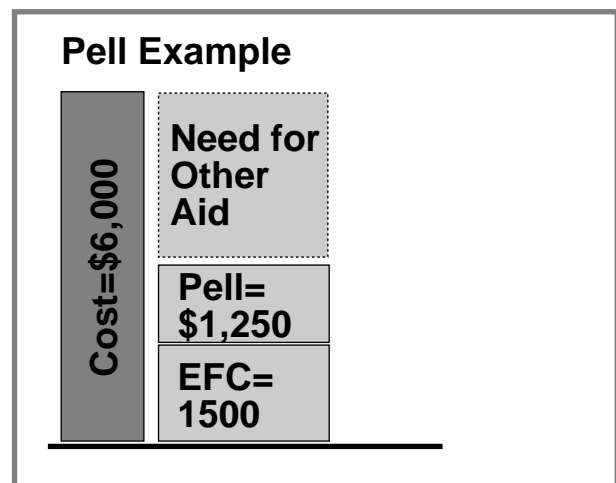 Pell Example
Cost=$6,000
Need for
Other
Aid
Pell=
$1,250
EFC=
1500